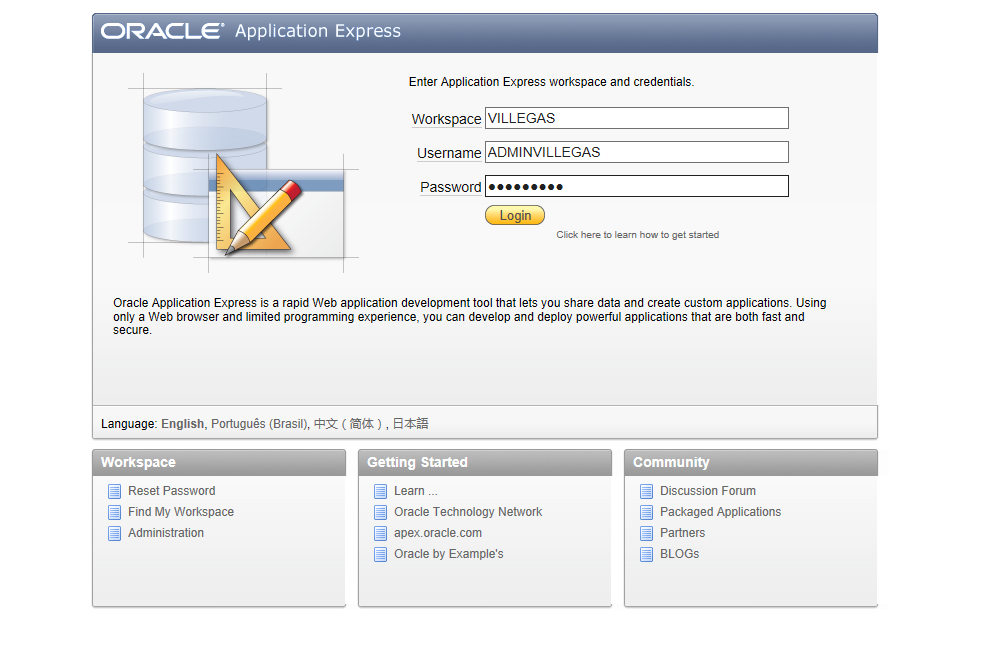 ORACLE® Application Express
Enter Application Express workspace and credentials.
Workspace VILLEGAS
Username ADMINVILLEGAS
Password ●●●●●●●●●
Login
Click here to learn how to get started
Oracle Application Express is a rapid Web application development tool that lets you share data and create custom applications. Using
only a Web browser and limited programming experience, you can develop and deploy powerful applications that are both fast and
secure.
Language: English, Português (Brasil), 中文 ( 简体 ) , 日本語
Workspace
Reset Password
Find My Workspace
Administration
Getting Started
Learn ...
Oracle Technology Network
apex.oracle.com
Oracle by Example's
Community
Discussion Forum
Packaged Applications
Partners
BLOGs